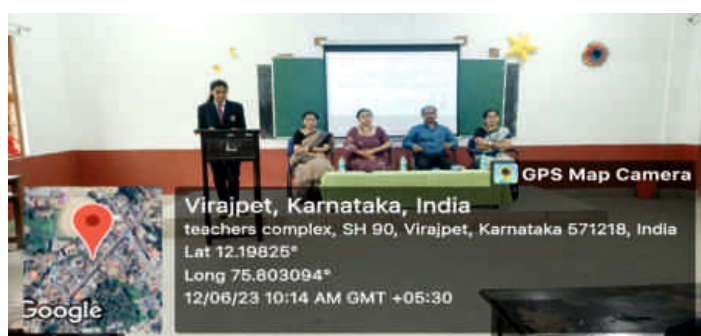 GPS Map Camera
Virajpet, Karnataka, India
teachers complex, SH 90, Virajpet, Karnataka 571218, India
Lat 12.19825°
Long 75.803094°
12/06/23 10:14 AM GMT +05:30
Google